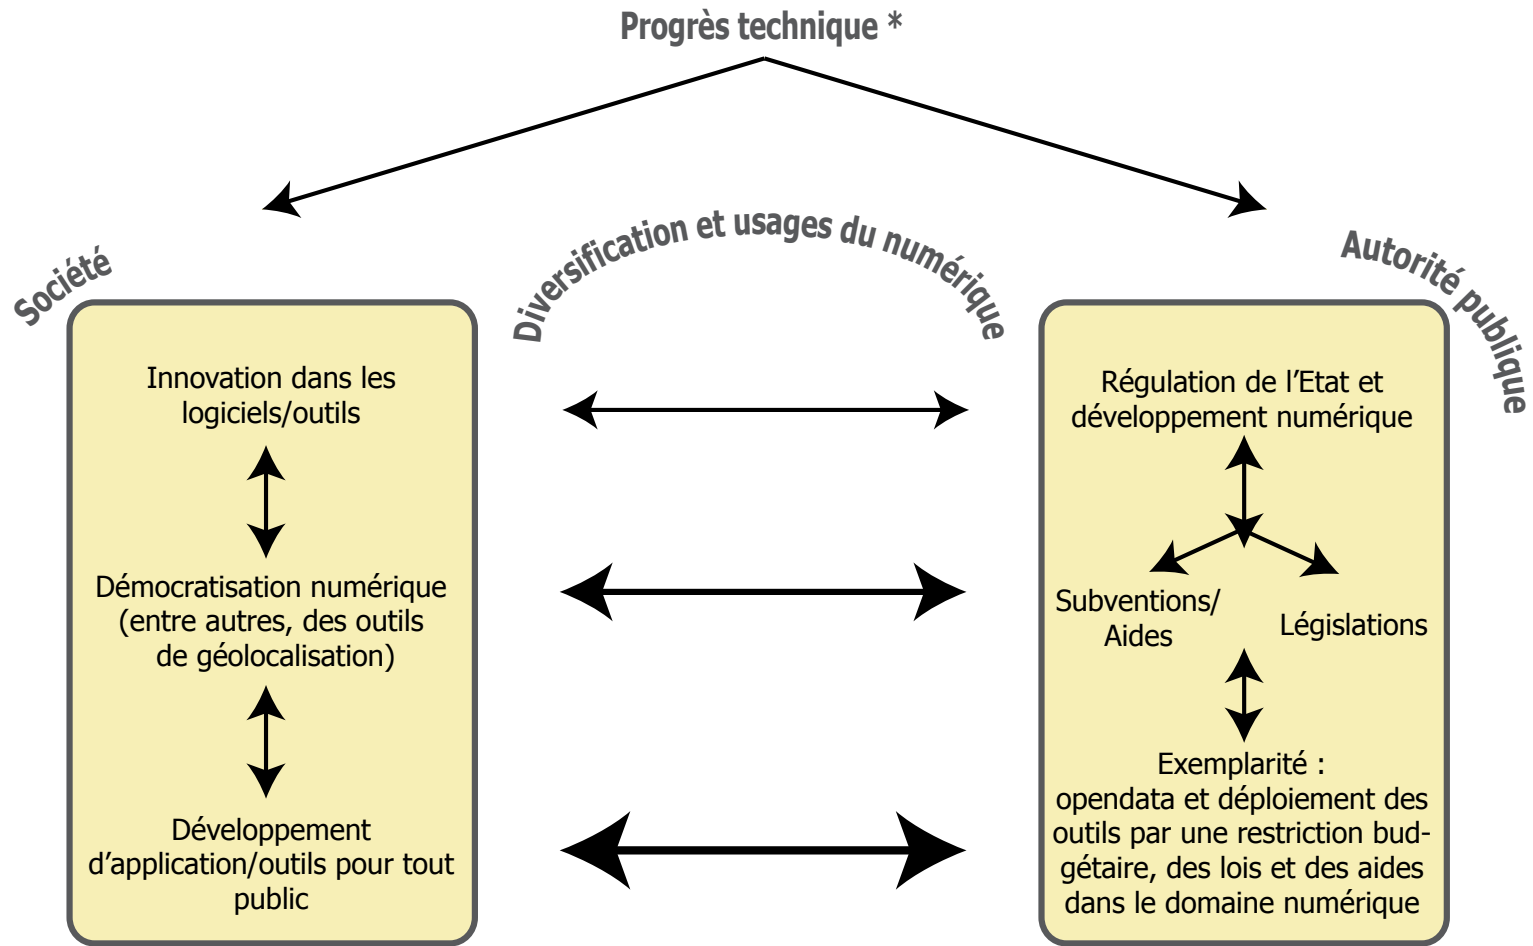 Progrès technique *
Société
Diversification et usages du numérique
Autorité publique
Innovation dans les
logiciels/outils
Démocratisation numérique
(entre autres, des outils
de géolocalisation)
Développement
d’application/outils pour tout
public
Régulation de l’Etat et
développement numérique
Subventions/
Aides
Législations
Exemplarité :
opendata et déploiement des
outils par une restriction bud-
gétaire, des lois et des aides
dans le domaine numérique